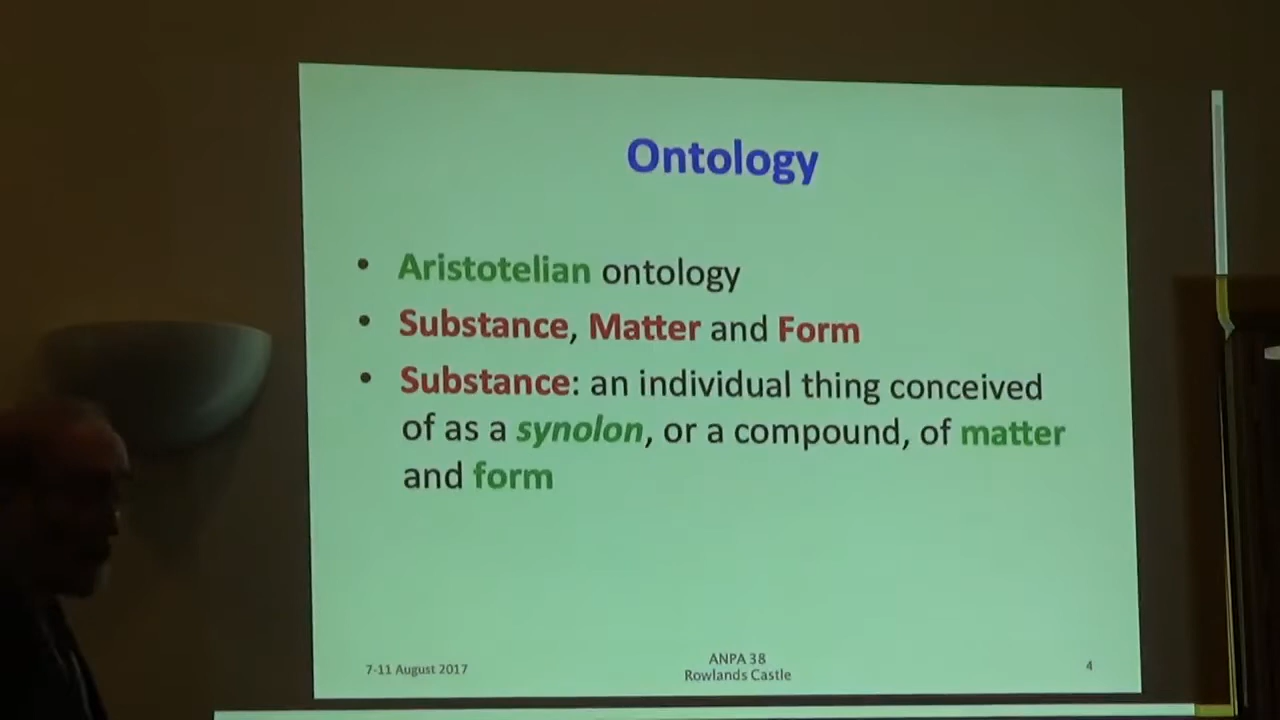 Ontology
• Aristotelian ontology
• Substance, Matter and Form
• Substance: an individual thing conceived
of as a synolon, or a compound, of matter
and form
7-11 August 2017
ANPA 38
Rowlands Castle
4